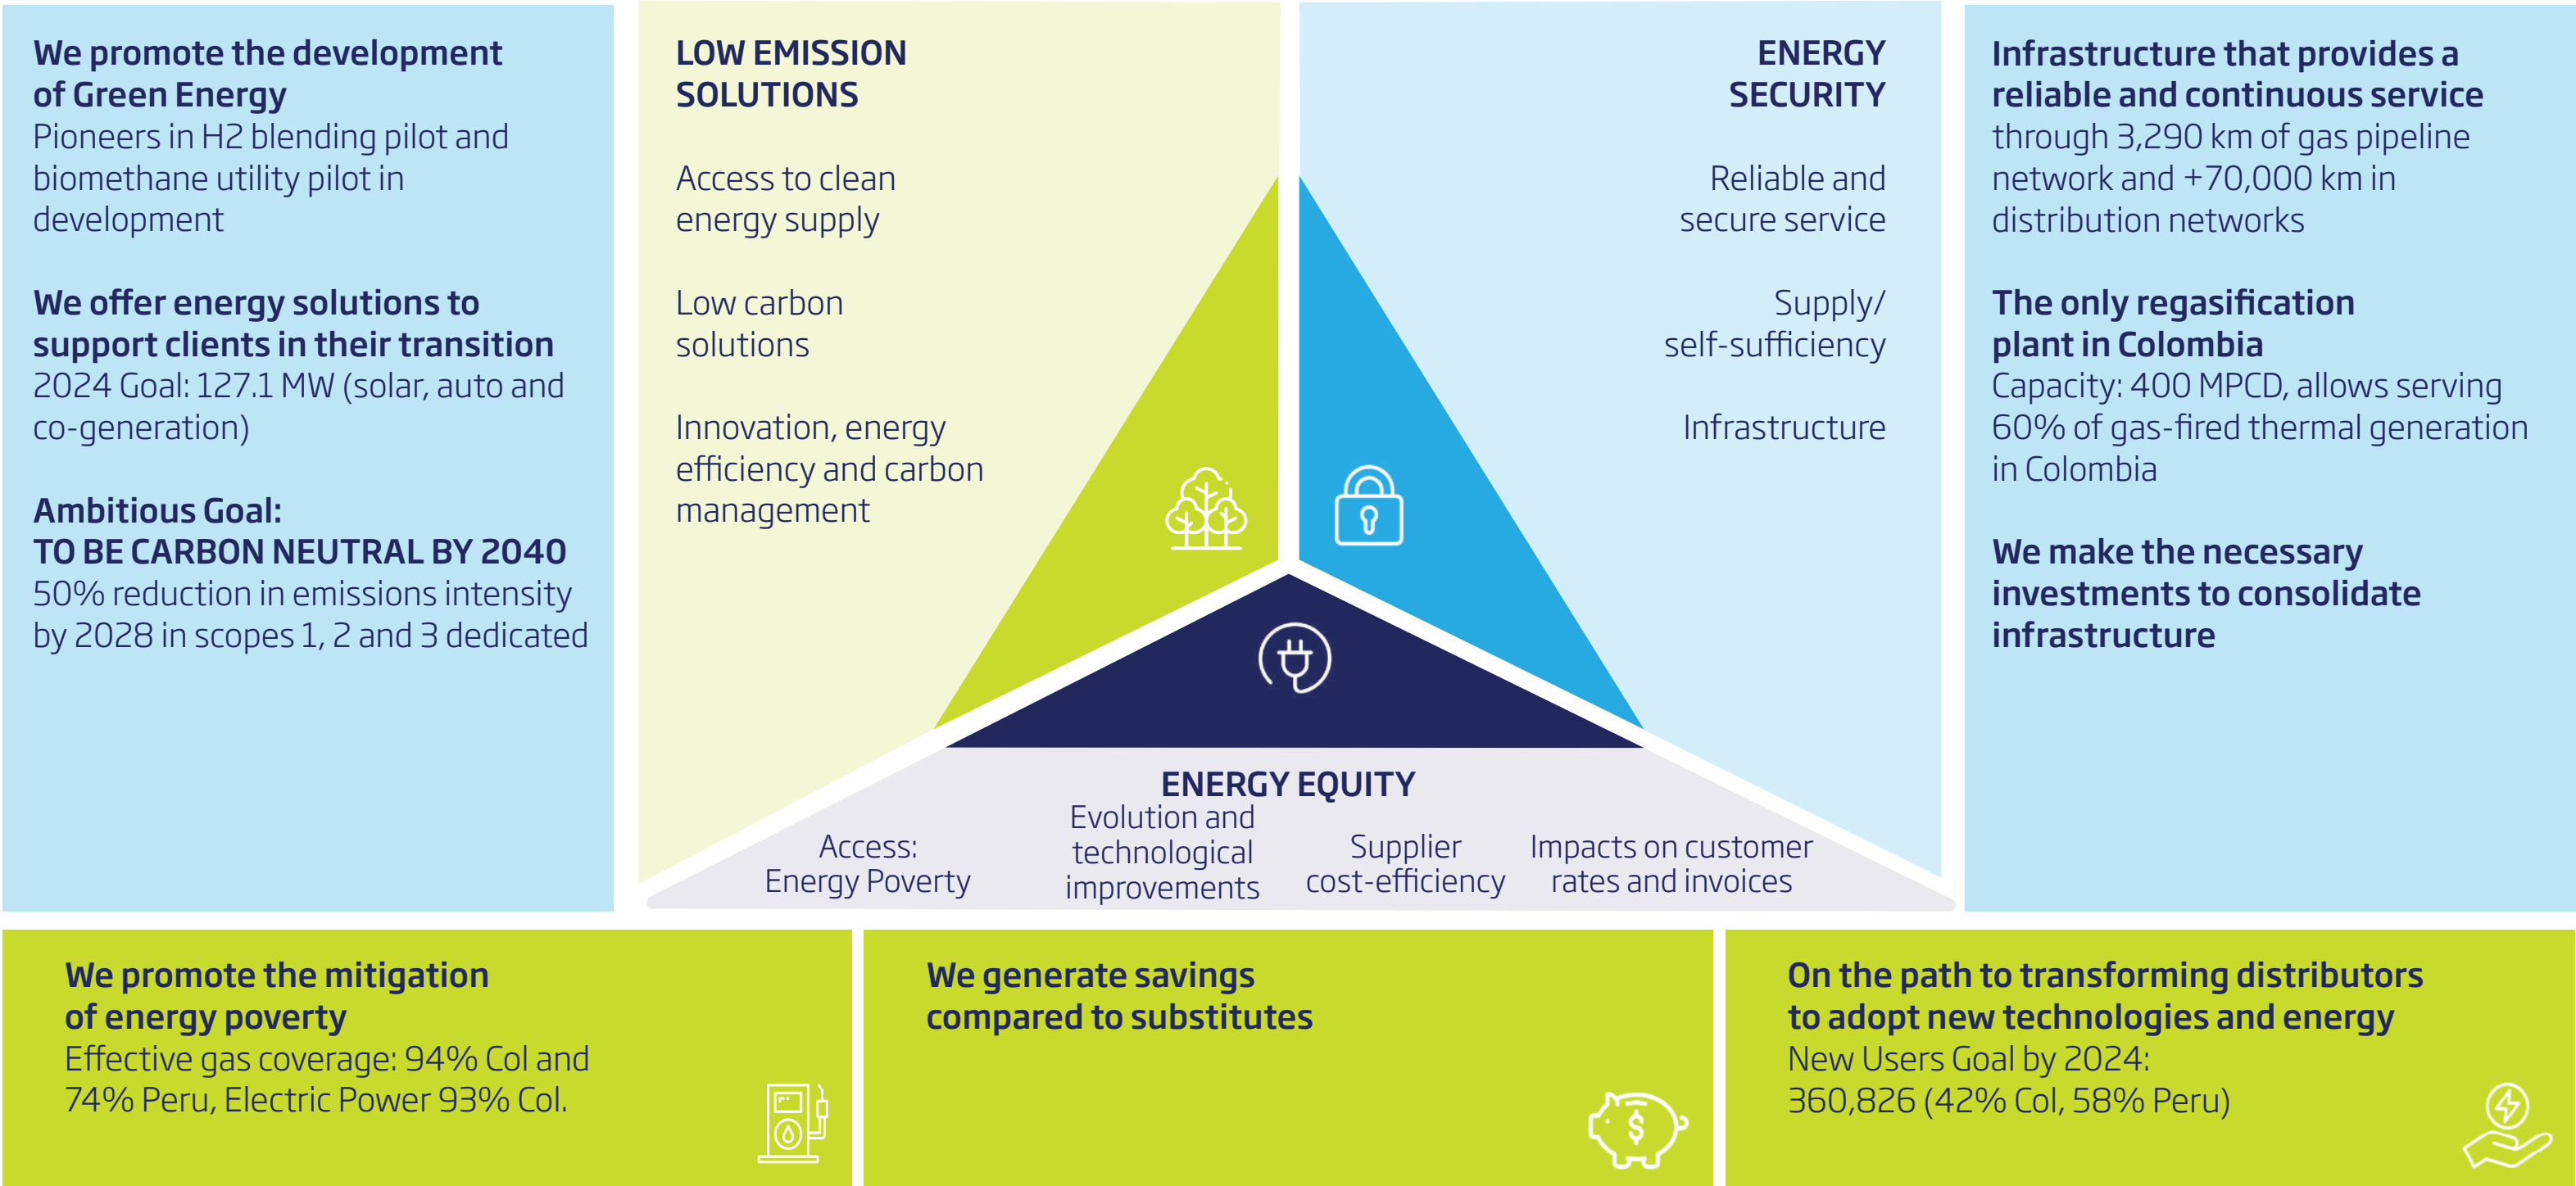 We promote the development
of Green Energy
Pioneers in H2 blending pilot and
biomethane utility pilot in
development
We offer energy solutions to
support clients in their transition
2024 Goal: 127.1 MW (solar, auto and
co-generation)
Ambitious Goal:
TO BE CARBON NEUTRAL BY 2040
50% reduction in emissions intensity
by 2028 in scopes 1, 2 and 3 dedicated
LOW EMISSION
SOLUTIONS
Access to clean
energy supply
Low carbon
solutions
Innovation, energy
efficiency and carbon
management
ENERGY
SECURITY
Reliable and
secure service
Supply/
self-sufficiency
Infrastructure
Infrastructure that provides a
reliable and continuous service
through 3,290 km of gas pipeline
network and +70,000 km in
distribution networks
The only regasification
plant in Colombia
Capacity: 400 MPCD, allows serving
60% of gas-fired thermal generation
in Colombia
We make the necessary
investments to consolidate
infrastructure
ENERGY EQUITY
Access:
Energy Poverty
Evolution and
technological
improvements
Supplier
cost-efficiency
Impacts on customer
rates and invoices
We promote the mitigation
of energy poverty
Effective gas coverage: 94% Col and
74% Peru, Electric Power 93% Col.
We generate savings
compared to substitutes
$
On the path to transforming distributors
to adopt new technologies and energy
New Users Goal by 2024:
360,826 (42% Col, 58% Peru)